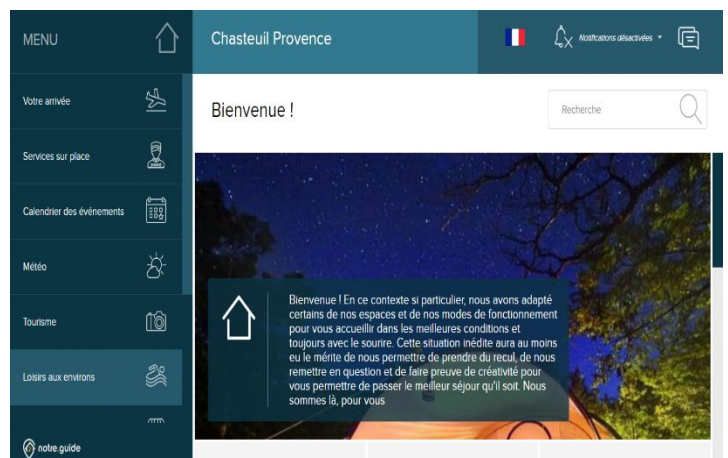 MENU
Chasteuil Provence
Notifications désactivées
Votre arrivée
Bienvenue !
Recherche
Services sur place
Calendrier des événements
Météo
Tourisme
Loisirs aux environs
notre.guide
Bienvenue ! En ce contexte si particulier, nous avons adapté
certains de nos espaces et de nos modes de fonctionnement
pour vous accueillir dans les meilleures conditions et
toujours avec le sourire. Cette situation inédite aura au moins
eu le mérite de nous permettre de prendre du recul, de nous
remettre en question et de faire preuve de créativité pour
vous permettre de passer le meilleur séjour qu'il soit. Nous
sommes là, pour vous